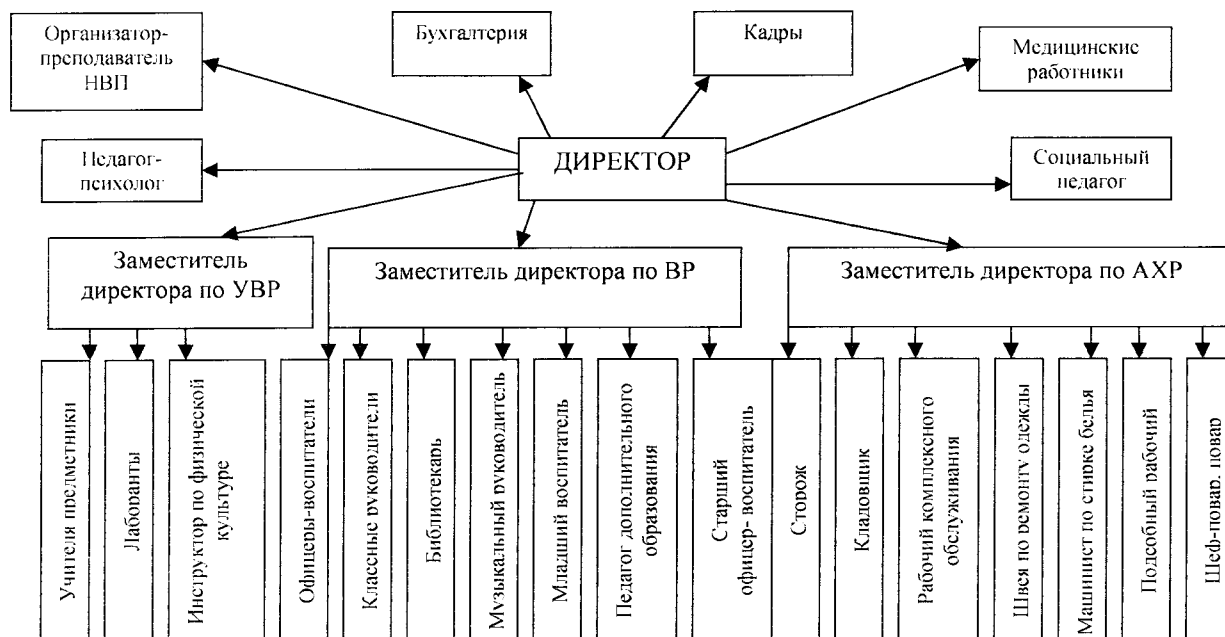 Организатор-
преподаватель
НВП
Бухгалтерия
Кадры
Медицинские
работники
Педагог-
психолог
ДИРЕКТОР
Социальный
педагог
Заместитель
директора по УВР
Заместитель директора по ВР
Заместитель директора по АХР
Учителя предметники
Лаборанты
Инструктор по физической
культуре
Офицеры-воспитатели
Классные руководители
Библиотекарь
Музыкальный руководитель
Младший воспитатель
Педагог дополнительного
образования
Старший
офицер- воспитатель
Сторож
Кладовщик
Рабочий комплексного
обслуживания
Швея по ремонту одежды
Машинист по стирке белья
Подсобный рабочий
Шеф-повар, повар